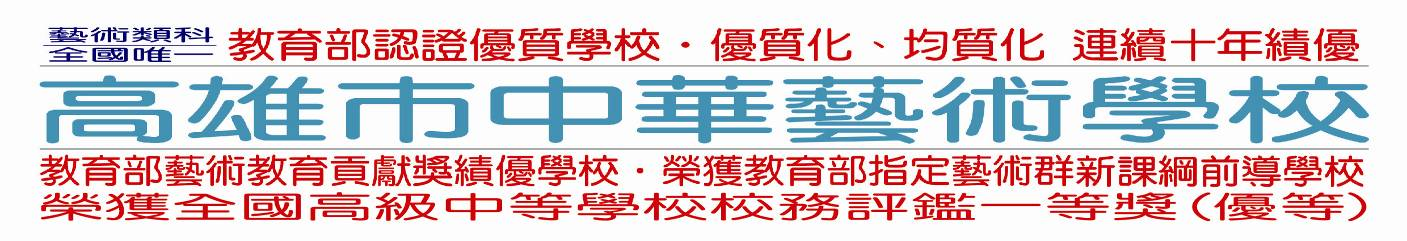 藝術類科
全國唯一
教育部認證優質學校．優質化、均質化 連續十年績優
高雄市中華藝術學校
教育部藝術教育貢獻獎績優學校．榮獲教育部指定藝術群新課綱前導學校
榮獲全國高級中等學校校務評鑑一等獎(優等)